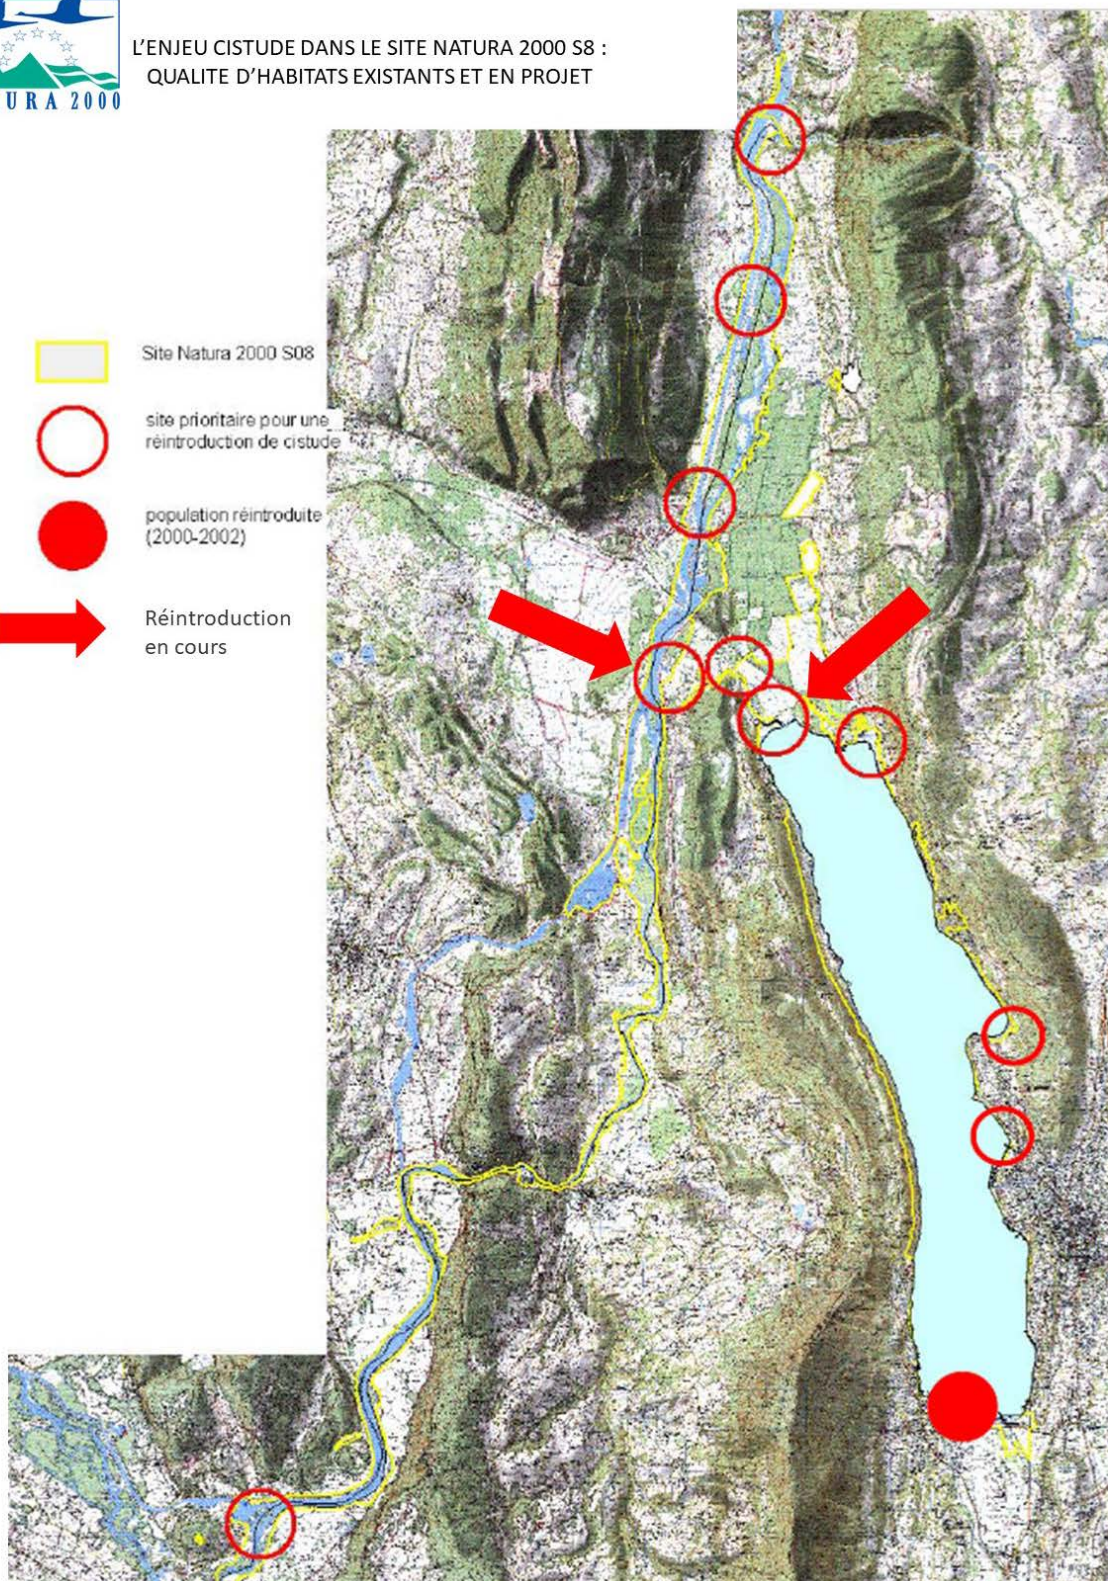 L'ENJEU CISTUDE DANS LE SITE NATURA 2000 S8 :
QUALITE D'HABITATS EXISTANTS ET EN PROJET
URA 2000
Site Natura 2000 S08
site prioritaire pour une
réintroduction de cistude
population réintroduite
(2000-2002)
Réintroduction
en cours